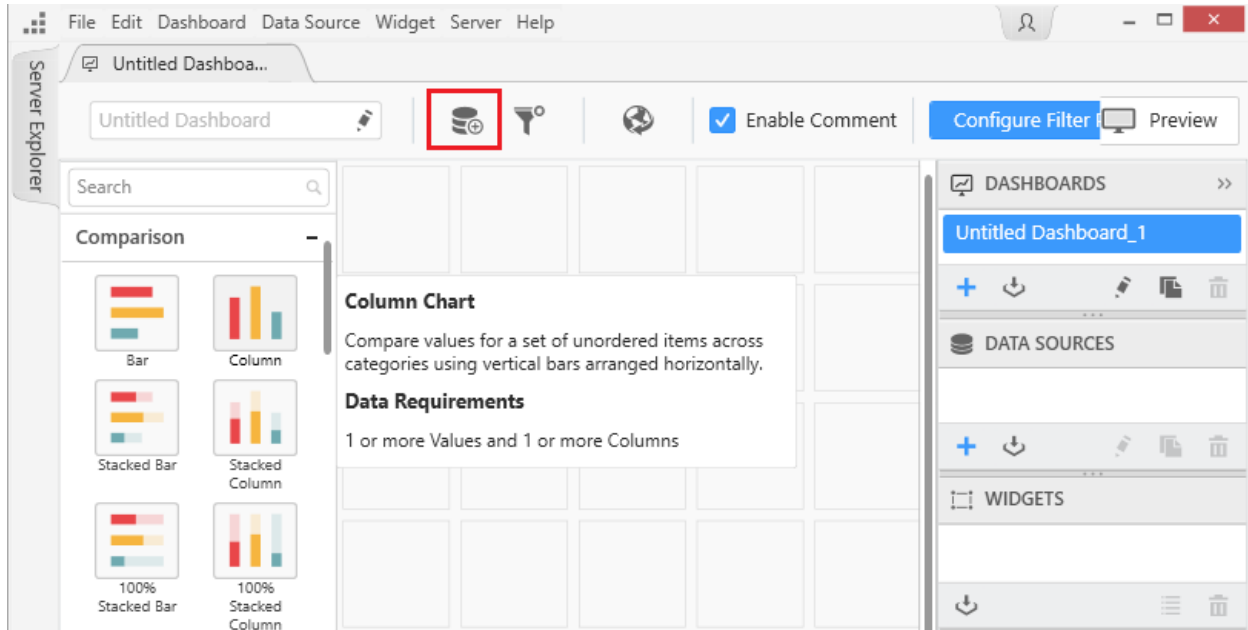 File Edit Dashboard Data Source Widget Server Help
Server Explorer
Untitled Dashboa...
Untitled Dashboard
Enable Comment
Configure Filter
Preview
Search
Comparison
Bar
Column
Stacked Bar
Stacked
Column
100%
Stacked Bar
100%
Stacked
Column
Column Chart
Compare values for a set of unordered items across
categories using vertical bars arranged horizontally.
Data Requirements
1 or more Values and 1 or more Columns
DASHBOARDS
Untitled Dashboard_1
DATA SOURCES
WIDGETS